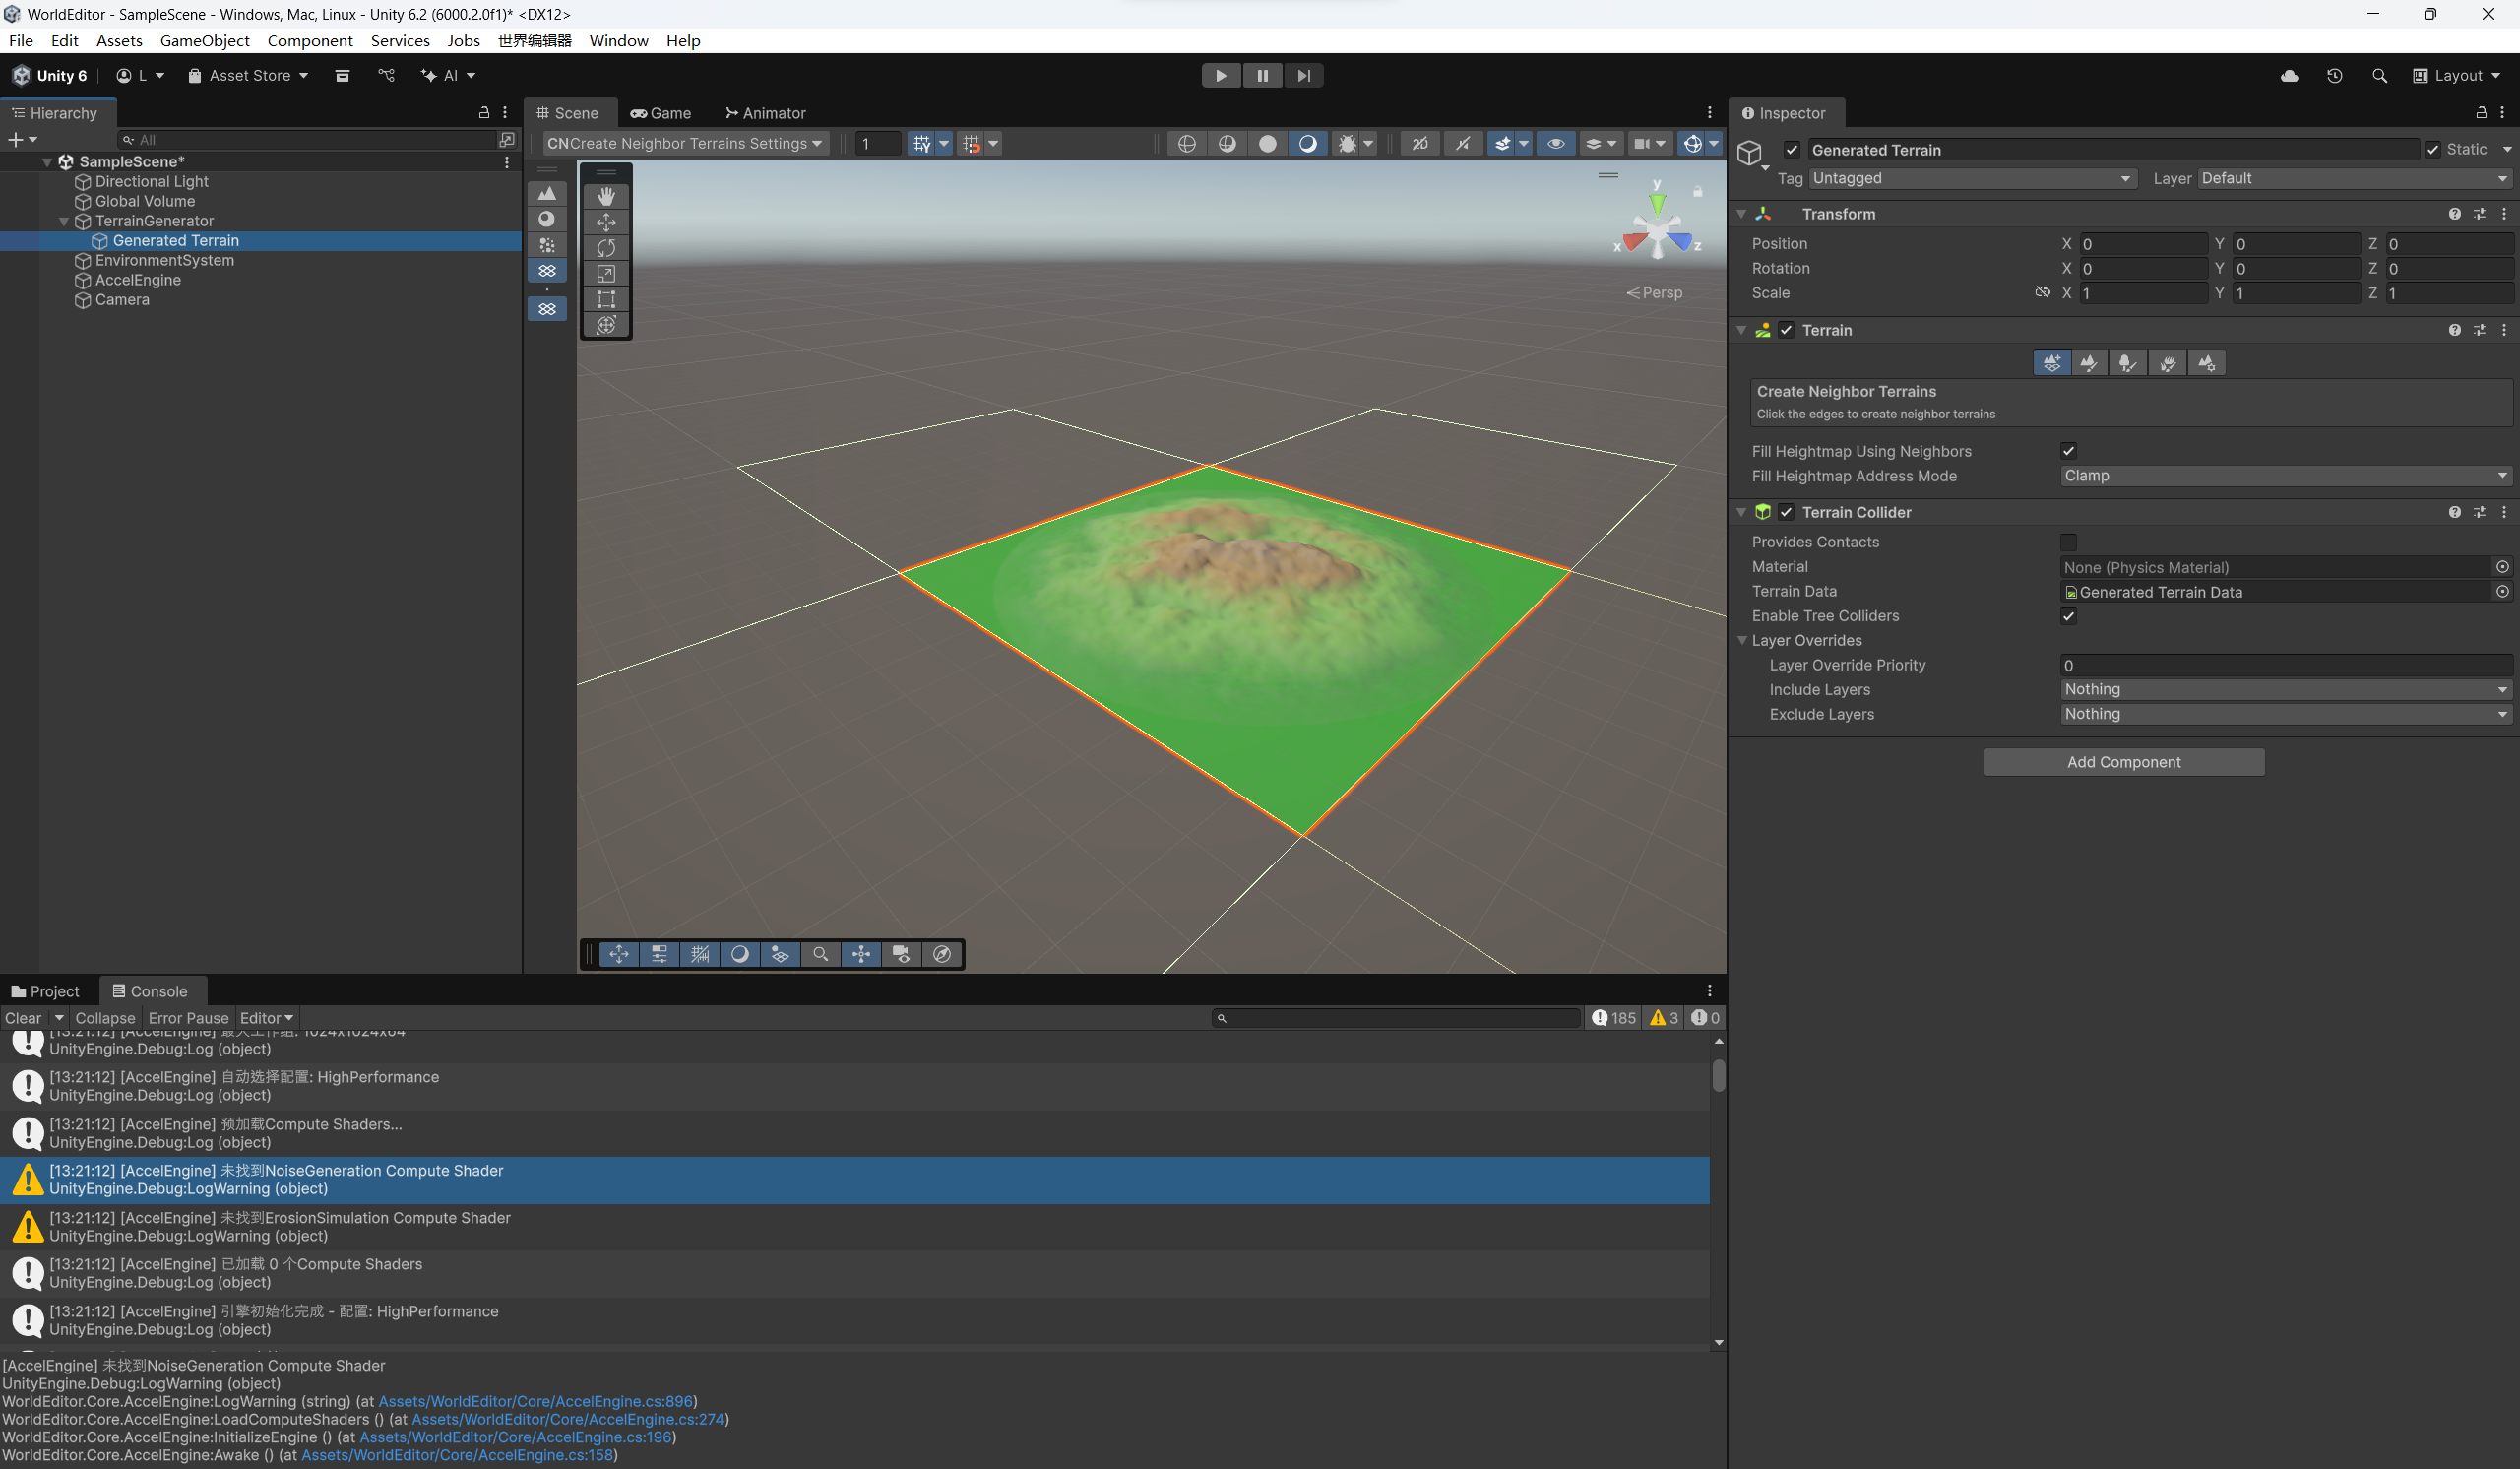 WorldEditor - SampleScene - Windows, Mac, Linux - Unity 6.2 (6000.2.0f1)* <DX12>
File Edit Assets GameObject Component Services Jobs 世界编辑器 Window Help
Unity 6 L Asset Store AI Layout
Hierarchy
All
SampleScene*
Directional Light
Global Volume
TerrainGenerator
Generated Terrain
EnvironmentSystem
AccelEngine
Camera
Scene Game Animator
CNCreate Neighbor Terrains Settings 1
2D
y
x z
Persp
Inspector
Generated Terrain Static
Tag Untagged Layer Default
Transform
Position X 0 Y 0 Z 0
Rotation X 0 Y 0 Z 0
Scale X 1 Y 1 Z 1
Terrain
Create Neighbor Terrains
Click the edges to create neighbor terrains
Fill Heightmap Using Neighbors
Fill Heightmap Address Mode Clamp
Terrain Collider
Provides Contacts
Material None (Physics Material)
Terrain Data Generated Terrain Data
Enable Tree Colliders
Layer Overrides
Layer Override Priority 0
Include Layers Nothing
Exclude Layers Nothing
Add Component
Project Console
Clear Collapse Error Pause Editor 185 3 0
[13:21:12] [AccelEngine] 最大工作组: 1024x1024x64
UnityEngine.Debug:Log (object)
[13:21:12] [AccelEngine] 自动选择配置: HighPerformance
UnityEngine.Debug:Log (object)
[13:21:12] [AccelEngine] 预加载Compute Shaders...
UnityEngine.Debug:Log (object)
[13:21:12] [AccelEngine] 未找到NoiseGeneration Compute Shader
UnityEngine.Debug:LogWarning (object)
[13:21:12] [AccelEngine] 未找到ErosionSimulation Compute Shader
UnityEngine.Debug:LogWarning (object)
[13:21:12] [AccelEngine] 已加载 0 个Compute Shaders
UnityEngine.Debug:Log (object)
[13:21:12] [AccelEngine] 引擎初始化完成 - 配置: HighPerformance
UnityEngine.Debug:Log (object)
[AccelEngine] 未找到NoiseGeneration Compute Shader
UnityEngine.Debug:LogWarning (object)
WorldEditor.Core.AccelEngine:LogWarning (string) (at Assets/WorldEditor/Core/AccelEngine.cs:896)
WorldEditor.Core.AccelEngine:LoadComputeShaders () (at Assets/WorldEditor/Core/AccelEngine.cs:274)
WorldEditor.Core.AccelEngine:InitializeEngine () (at Assets/WorldEditor/Core/AccelEngine.cs:196)
WorldEditor.Core.AccelEngine:Awake () (at Assets/WorldEditor/Core/AccelEngine.cs:158)